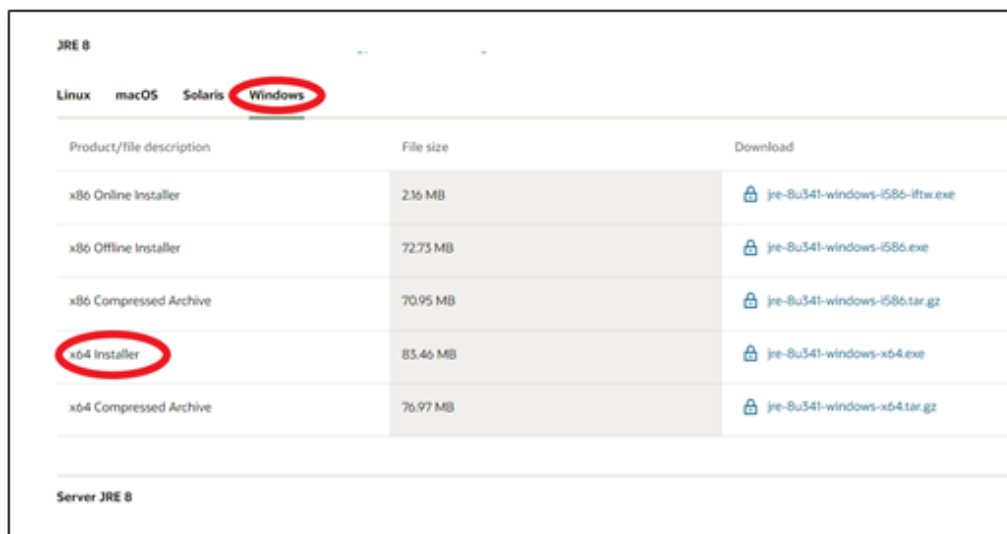 JRE 8
Linux macOS Solaris Windows
Product/file description File size Download
x86 Online Installer 2.16 MB jre-8u341-windows-i586-iftw.exe
x86 Offline Installer 72.73 MB jre-8u341-windows-i586.exe
x86 Compressed Archive 70.95 MB jre-8u341-windows-i586.tar.gz
x64 Installer 83.46 MB jre-8u341-windows-x64.exe
x64 Compressed Archive 76.97 MB jre-8u341-windows-x64.tar.gz
Server JRE 8